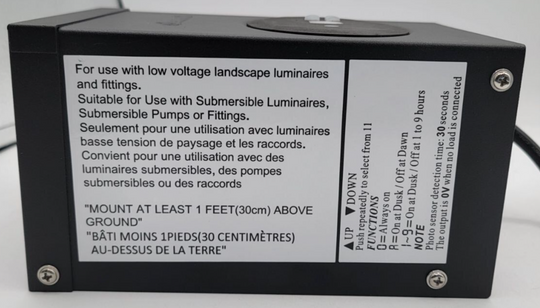 For use with low voltage landscape luminaires
and fittings.
Suitable for Use with Submersible Luminaires,
Submersible Pumps or Fittings.
Seulement pour une utilisation avec luminaires
basse tension de paysage et les raccords.
Convient pour une utilisation avec des
luminaires submersibles, des pompes
submersibles ou des raccords
"MOUNT AT LEAST 1 FEET(30cm) ABOVE
GROUND"
"BÂTI MOINS 1PIEDS(30 CENTIMÈTRES)
AU-DESSUS DE LA TERRE"
▲UP ▼DOWN
Push repeatedly to select from 11
FUNCTIONS
0=Always on
R=On at Dusk / Off at Dawn
1~9=On at Dusk / Off at 1 to 9 hours
NOTE
Photo sensor detection time: 30 seconds
The output is 0V when no load is connected